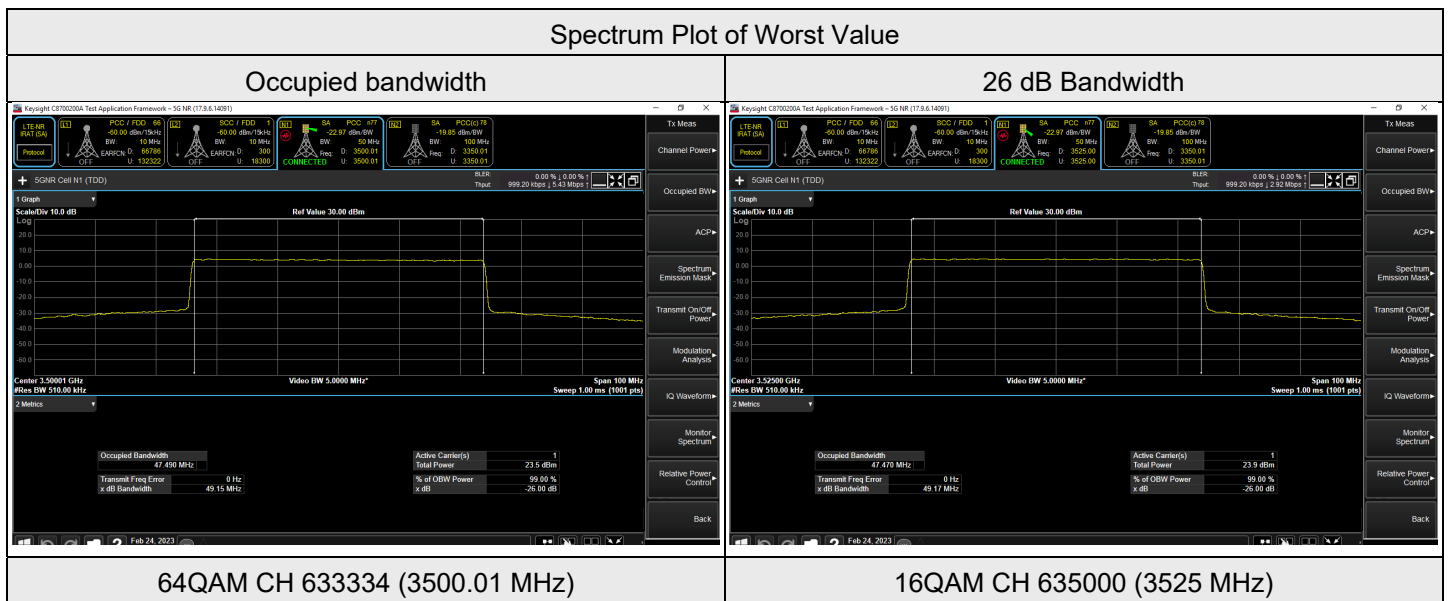 Spectrum Plot of Worst Value
Occupied bandwidth
26 dB Bandwidth
Keysight C8700200A Test Application Framework – 5G NR (17.9.6.14091)
LTE-NR
IRAT (SA)
Protocol
L1 PCC / FDD 66
-60.00 dBm/15kHz
BW: 10 MHz
EARFCN: D: 66786
OFF U: 132322
L2 SCC / FDD 1
-60.00 dBm/15kHz
BW: 10 MHz
EARFCN: D: 300
OFF U: 18300
N1 SA PCC n77
-22.97 dBm/BW
BW: 50 MHz
Freq: D: 3500.01
CONNECTED U: 3500.01
N2 SA PCC(c) 78
-19.85 dBm/BW
BW: 100 MHz
Freq: D: 3350.01
OFF U: 3350.01
5GNR Cell N1 (TDD)
BLER: 0.00 % ↓ 0.00 % ↑
Thput: 999.20 kbps ↓ 5.43 Mbps ↑
1 Graph
Scale/Div 10.0 dB
Ref Value 30.00 dBm
Log
20.0
10.0
0.00
-10.0
-20.0
-30.0
-40.0
-50.0
-60.0
Center 3.50001 GHz
Video BW 5.0000 MHz*
Span 100 MHz
#Res BW 510.00 kHz
Sweep 1.00 ms (1001 pts)
2 Metrics
Occupied Bandwidth
47.490 MHz
Transmit Freq Error 0 Hz
x dB Bandwidth 49.15 MHz
Active Carrier(s) 1
Total Power 23.5 dBm
% of OBW Power 99.00 %
x dB -26.00 dB
Feb 24, 2023
Tx Meas
Channel Power
Occupied BW
ACP
Spectrum
Emission Mask
Transmit On/Off
Power
Modulation
Analysis
IQ Waveform
Monitor
Spectrum
Relative Power
Control
Back
Keysight C8700200A Test Application Framework – 5G NR (17.9.6.14091)
LTE-NR
IRAT (SA)
Protocol
L1 PCC / FDD 66
-60.00 dBm/15kHz
BW: 10 MHz
EARFCN: D: 66786
OFF U: 132322
L2 SCC / FDD 1
-60.00 dBm/15kHz
BW: 10 MHz
EARFCN: D: 300
OFF U: 18300
N1 SA PCC n77
-22.97 dBm/BW
BW: 50 MHz
Freq: D: 3525.00
CONNECTED U: 3525.00
N2 SA PCC(c) 78
-19.85 dBm/BW
BW: 100 MHz
Freq: D: 3350.01
OFF U: 3350.01
5GNR Cell N1 (TDD)
BLER: 0.00 % ↓ 0.00 % ↑
Thput: 999.20 kbps ↓ 2.92 Mbps ↑
1 Graph
Scale/Div 10.0 dB
Ref Value 30.00 dBm
Log
20.0
10.0
0.00
-10.0
-20.0
-30.0
-40.0
-50.0
-60.0
Center 3.52500 GHz
Video BW 5.0000 MHz*
Span 100 MHz
#Res BW 510.00 kHz
Sweep 1.00 ms (1001 pts)
2 Metrics
Occupied Bandwidth
47.470 MHz
Transmit Freq Error 0 Hz
x dB Bandwidth 49.17 MHz
Active Carrier(s) 1
Total Power 23.9 dBm
% of OBW Power 99.00 %
x dB -26.00 dB
Feb 24, 2023
Tx Meas
Channel Power
Occupied BW
ACP
Spectrum
Emission Mask
Transmit On/Off
Power
Modulation
Analysis
IQ Waveform
Monitor
Spectrum
Relative Power
Control
Back
64QAM CH 633334 (3500.01 MHz)
16QAM CH 635000 (3525 MHz)